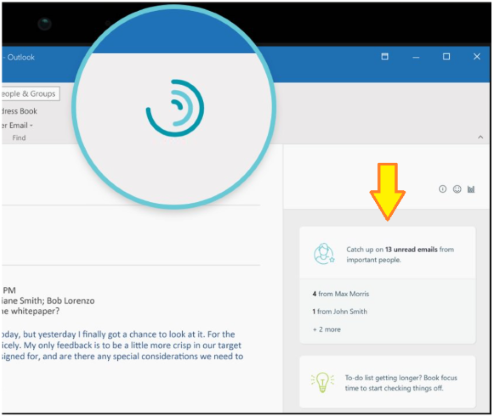 - Outlook
eople & Groups
dress Book
er Email
Find
PM
iane Smith; Bob Lorenzo
ne whitepaper?
oday, but yesterday I finally got a chance to look at it. For the
icely. My only feedback is to be a little more crisp in our target
signed for, and are there any special considerations we need to
Catch up on 13 unread emails from
important people.
4 from Max Morris
1 from John Smith
+ 2 more
To-do list getting longer? Book focus
time to start checking things off.